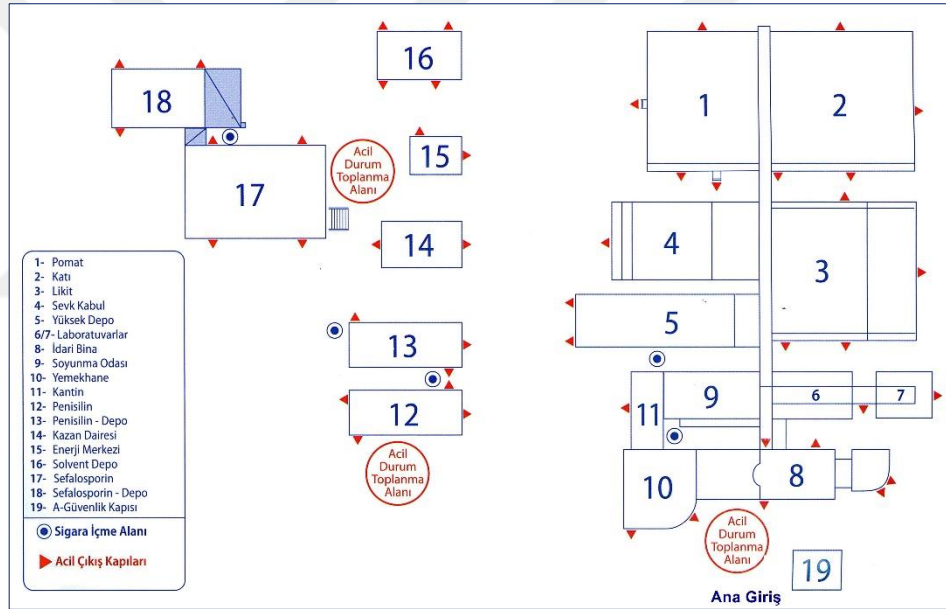 18
16
1
2
15
17
Acil
Durum
Toplanma
Alanı
14
4
3
5
13
12
Acil
Durum
Toplanma
Alanı
11
9
6
7
10
8
Acil
Durum
Toplanma
Alanı
19
Ana Giriş
1- Pomat
2- Katı
3- Likit
4- Sevk Kabul
5- Yüksek Depo
6/7- Laboratuvarlar
8- İdari Bina
9- Soyunma Odası
10- Yemekhane
11- Kantin
12- Penisilin
13- Penisilin - Depo
14- Kazan Dairesi
15- Enerji Merkezi
16- Solvent Depo
17- Sefalosporin
18- Sefalosporin - Depo
19- A-Güvenlik Kapısı
Sigara İçme Alanı
Acil Çıkış Kapıları